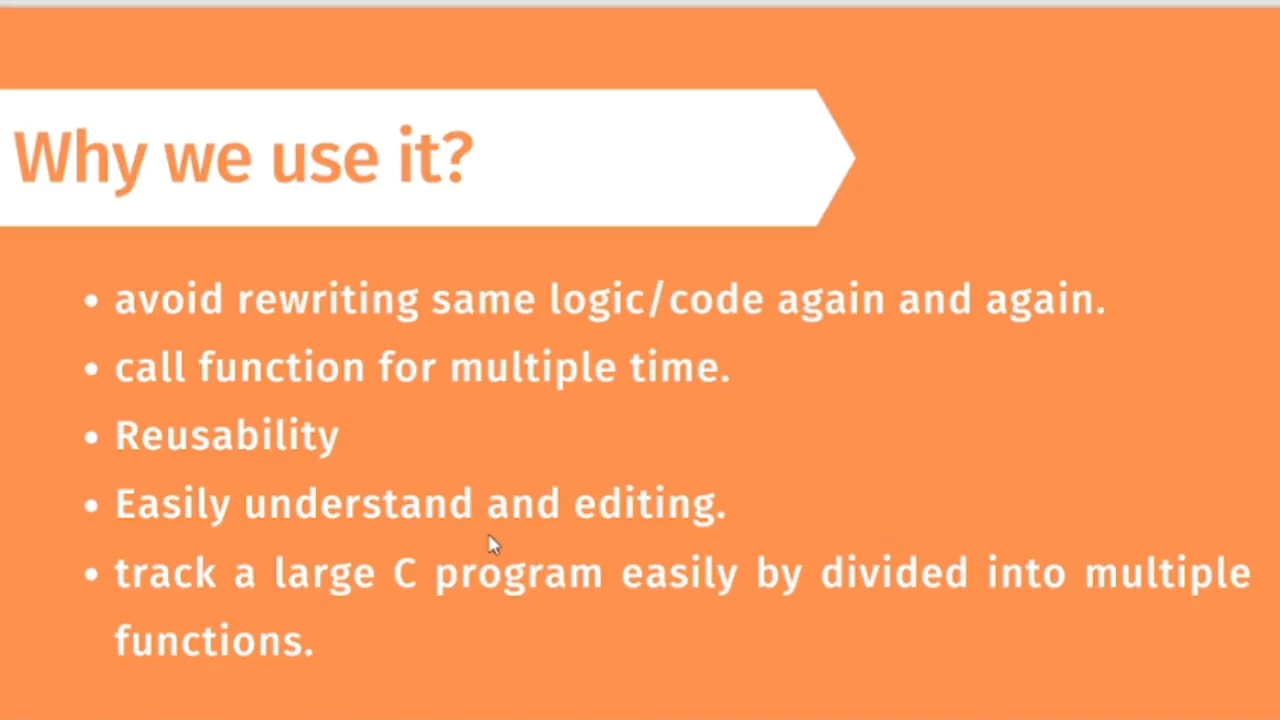 Why we use it?
• avoid rewriting same logic/code again and again.
• call function for multiple time.
• Reusability
• Easily understand and editing.
• track a large C program easily by divided into multiple
functions.